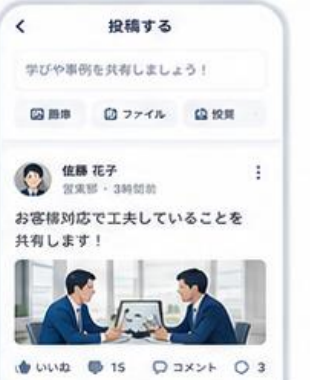 投稿する
学びや事例を共有しましょう！
画像 ファイル 投票
佐藤 花子
営業部・3時間前
お客様対応で工夫していることを
共有します！
いいね 15 コメント 3